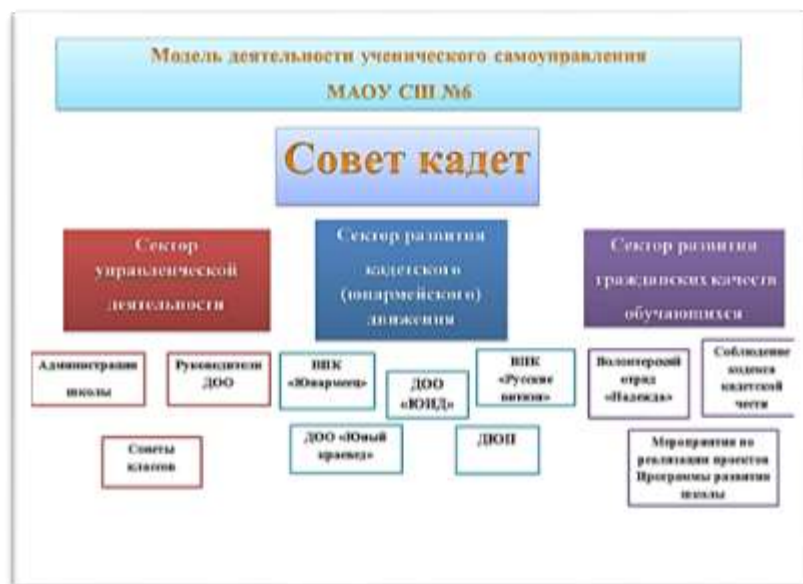 Модель деятельности ученического самоуправления
МАОУ СШ №6
Совет кадет
Сектор
управленческой
деятельности
Сектор развития
кадетского
(юнармейского)
движения
Сектор развития
гражданских качеств
обучающихся
Администрация
школы
Руководители
ДОО
ВПК
«Юнармеец»
ДОО
«ЮИД»
ВПК
«Русские
витязи»
Волонтерский
отряд
«Надежда»
Соблюдение
кодекса
кадетской
чести
Советы
классов
ДОО «Юный
краевед»
ДЮП
Мероприятия по
реализации проектов
Программы развития
школы